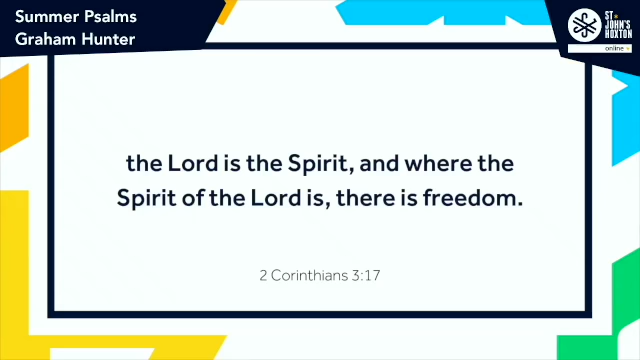 Summer Psalms
Graham Hunter
ST
JOHN'S
HOXTON
online
the Lord is the Spirit, and where the
Spirit of the Lord is, there is freedom.
2 Corinthians 3:17